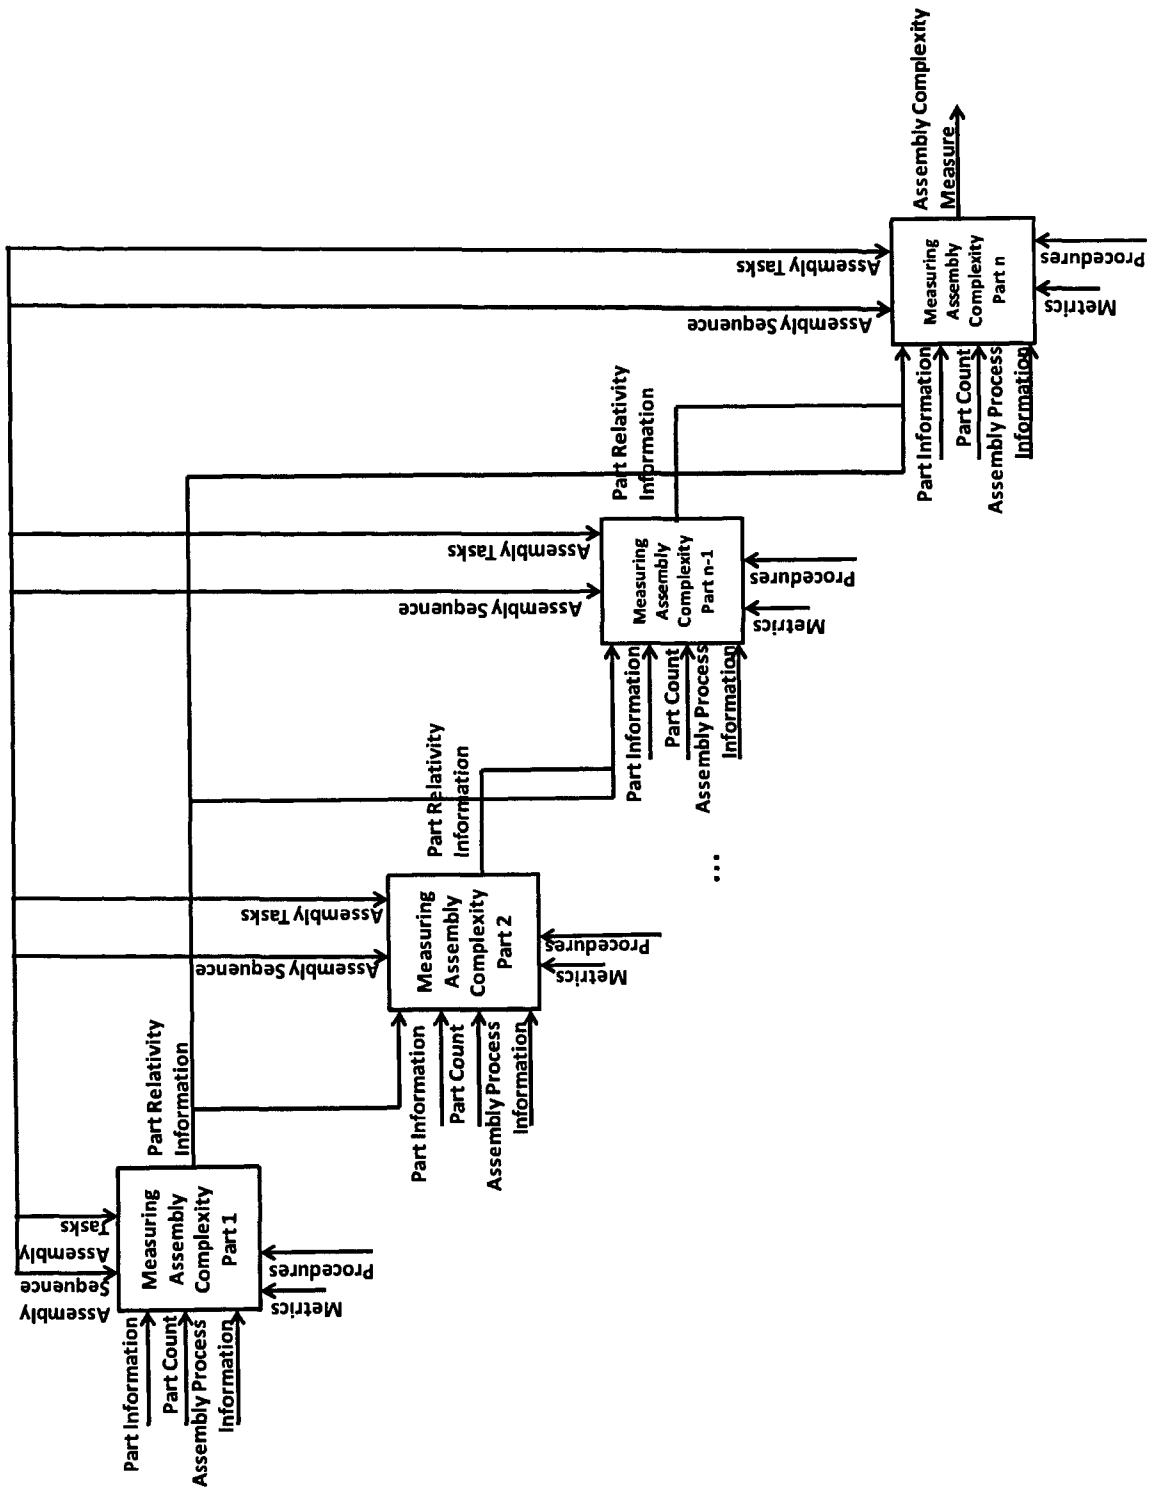 Assembly
Sequence
Assembly
Tasks
Part Information
Part Count
Assembly Process
Information
Measuring
Assembly
Complexity
Part 1
Metrics
Procedures
Part Relativity
Information
Assembly Sequence
Assembly Tasks
Part Information
Part Count
Assembly Process
Information
Measuring
Assembly
Complexity
Part 2
Metrics
Procedures
Part Relativity
Information
...
Assembly Sequence
Assembly Tasks
Part Information
Part Count
Assembly Process
Information
Measuring
Assembly
Complexity
Part n-1
Metrics
Procedures
Part Relativity
Information
Assembly Sequence
Assembly Tasks
Part Information
Part Count
Assembly Process
Information
Measuring
Assembly
Complexity
Part n
Metrics
Procedures
Assembly Complexity
Measure